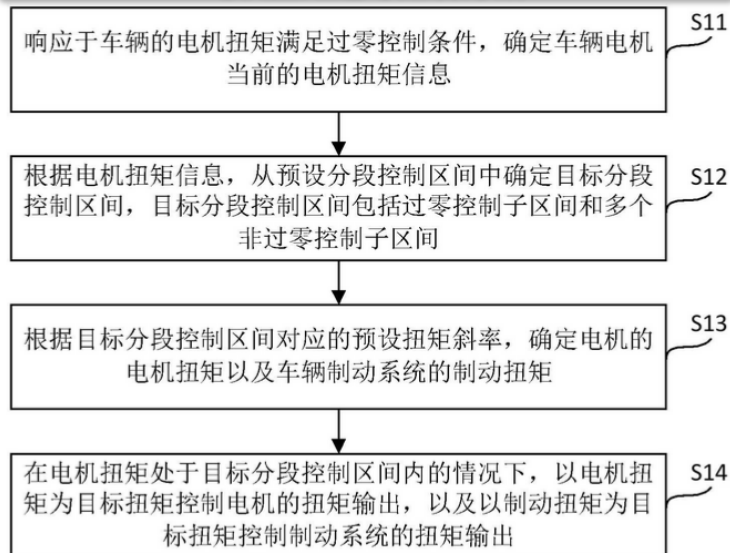 响应于车辆的电机扭矩满足过零控制条件，确定车辆电机
当前的电机扭矩信息
S11
根据电机扭矩信息，从预设分段控制区间中确定目标分段
控制区间，目标分段控制区间包括过零控制子区间和多个
非过零控制子区间
S12
根据目标分段控制区间对应的预设扭矩斜率，确定电机的
电机扭矩以及车辆制动系统的制动扭矩
S13
在电机扭矩处于目标分段控制区间内的情况下，以电机扭
矩为目标扭矩控制电机的扭矩输出，以及以制动扭矩为目
标扭矩控制制动系统的扭矩输出
S14